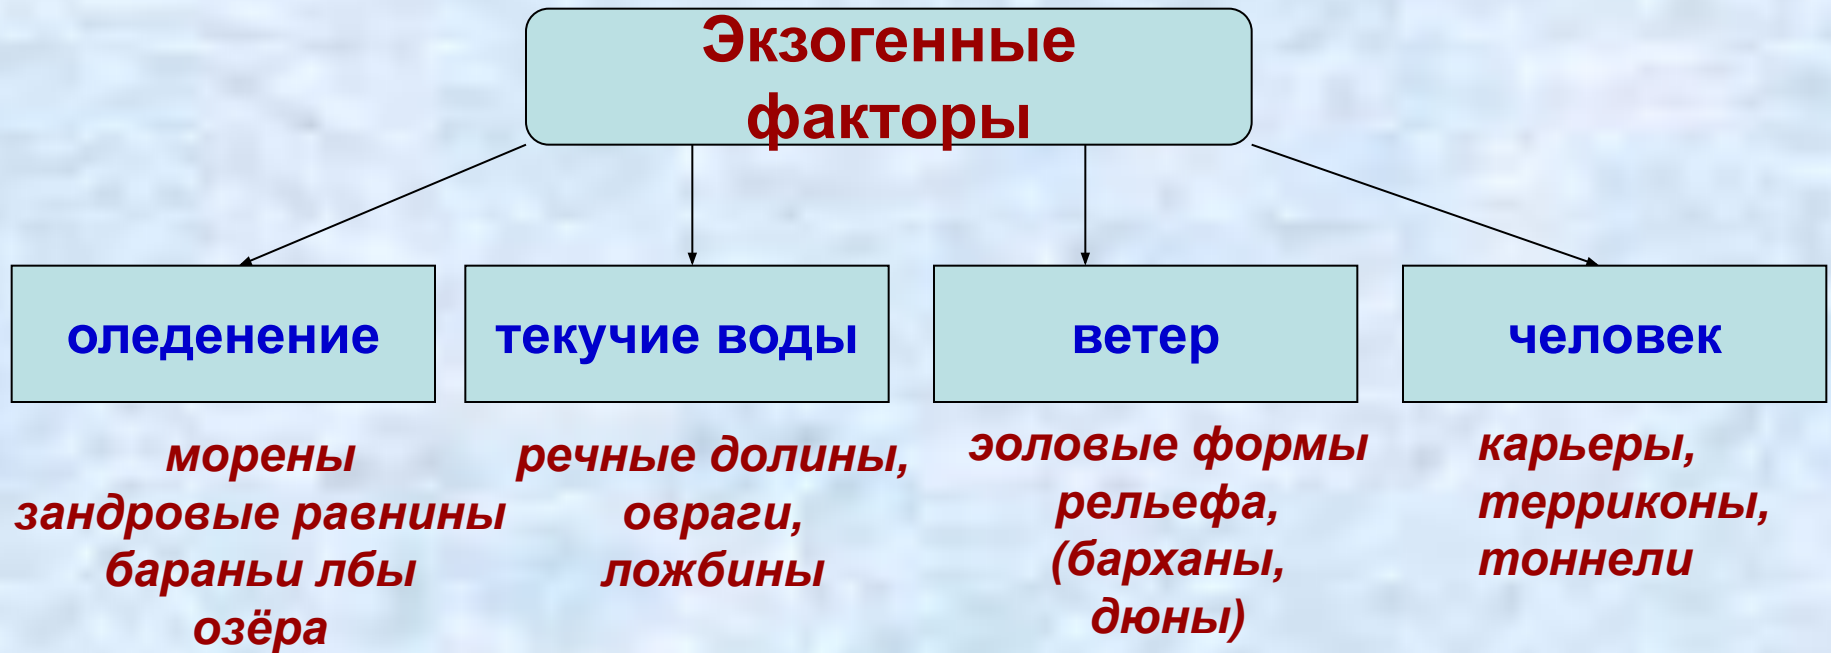 Экзогенные
факторы
оледенение
текучие воды
ветер
человек
морены
зандровые равнины
бараньи лбы
озёра
речные долины,
овраги,
ложбины
эоловые формы
рельефа,
(барханы,
дюны)
карьеры,
терриконы,
тоннели